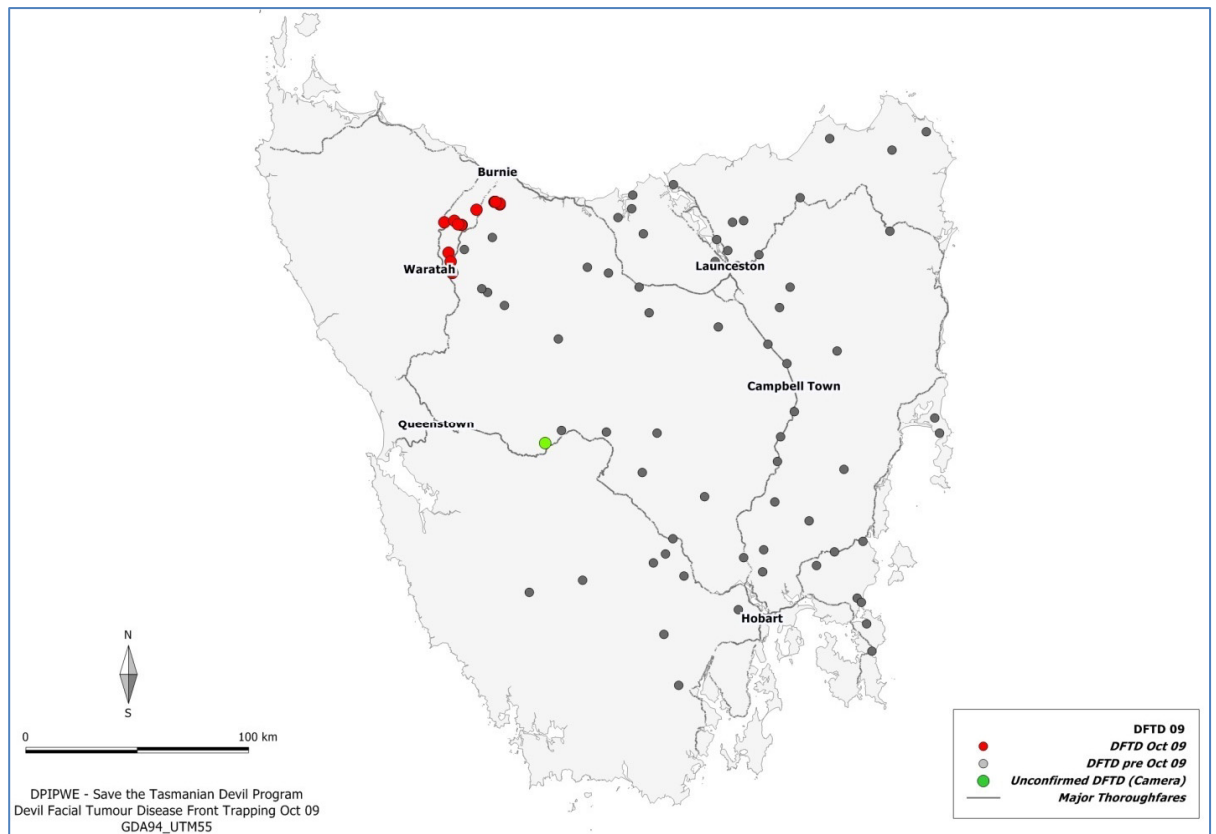 Burnie
Waratah
Launceston
Campbell Town
Queenstown
Hobart
N
S
0 100 km
DPIPWE - Save the Tasmanian Devil Program
Devil Facial Tumour Disease Front Trapping Oct 09
GDA94_UTM55
DFTD 09
DFTD Oct 09
DFTD pre Oct 09
Unconfirmed DFTD (Camera)
Major Thoroughfares